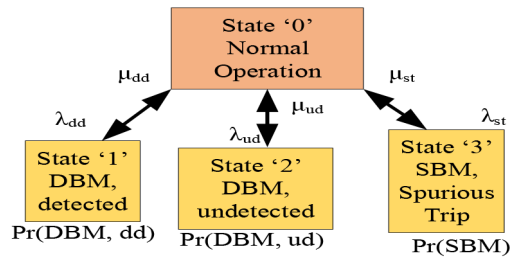 State ‘0’
Normal
Operation
μdd
μst
μud
λdd
λud
λst
State ‘1’
DBM,
detected
State ‘2’
DBM,
undetected
State ‘3’
SBM,
Spurious
Trip
Pr(DBM, dd)
Pr(DBM, ud)
Pr(SBM)